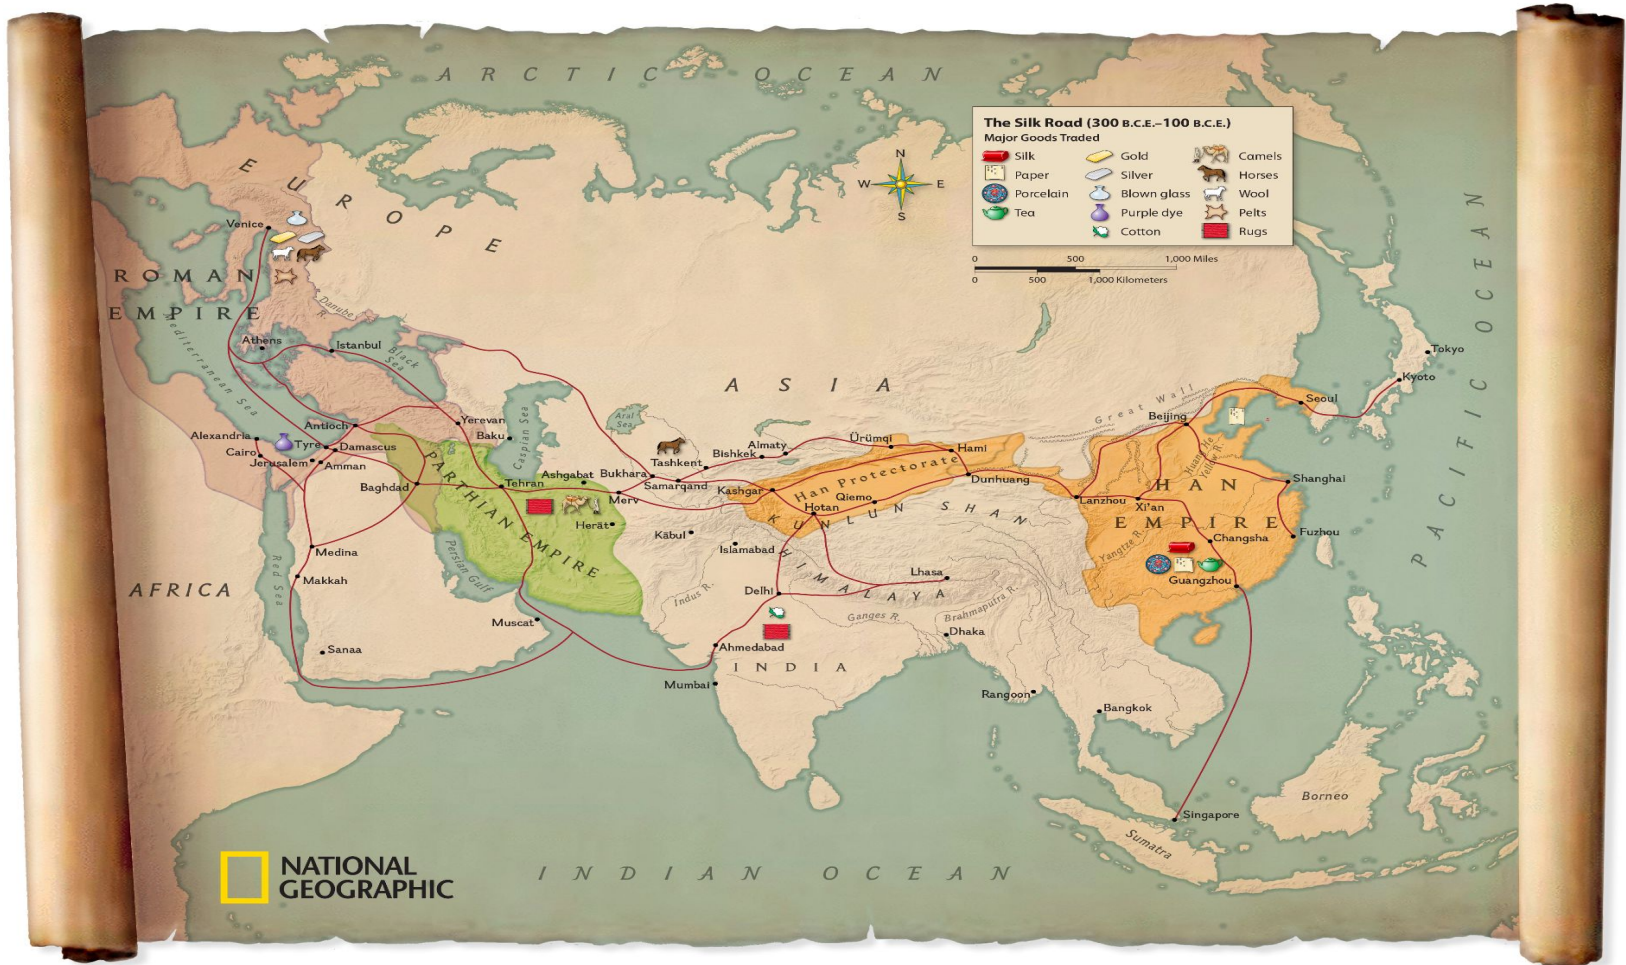 ARCTIC OCEAN
The Silk Road (300 B.C.E.–100 B.C.E.)
Major Goods Traded
Silk
Gold
Camels
Paper
Silver
Horses
Porcelain
Blown glass
Wool
Tea
Purple dye
Pelts
Cotton
Rugs
N
W
E
S
0 500 1,000 Miles
0 500 1,000 Kilometers
EUROPE
Venice
ROMAN
EMPIRE
Danube R.
Mediterranean Sea
Athens
Istanbul
Black Sea
ASIA
Great Wall
Tokyo
Kyoto
Seoul
Beijing
PACIFIC OCEAN
Aral Sea
Caspian Sea
Yerevan
Baku
Antioch
Alexandria
Tyre
Damascus
Cairo
Jerusalem
Amman
Baghdad
PARTHIAN EMPIRE
Tehran
Ashgabat
Bukhara
Merv
Herät
Tashkent
Samarqand
Bishkek
Almaty
Ürümqi
Hami
Han Protectorate
Kashgar
Qiemo
Hotan
Dunhuang
KUNLUN SHAN
Lanzhou
Xi'an
Huang He
Yellow R.
HAN
EMPIRE
Shanghai
Fuzhou
Changsha
Yangtze R.
Guangzhou
Kābul
Islamabad
HIMALAYA
Lhasa
Delhi
Indus R.
Ganges R.
Brahmaputra R.
Dhaka
Ahmedabad
INDIA
Mumbai
Persian Gulf
Muscat
Medina
Makkah
Red Sea
Sanaa
AFRICA
Rangoon
Bangkok
Singapore
Borneo
Sumatra
INDIAN OCEAN
NATIONAL
GEOGRAPHIC